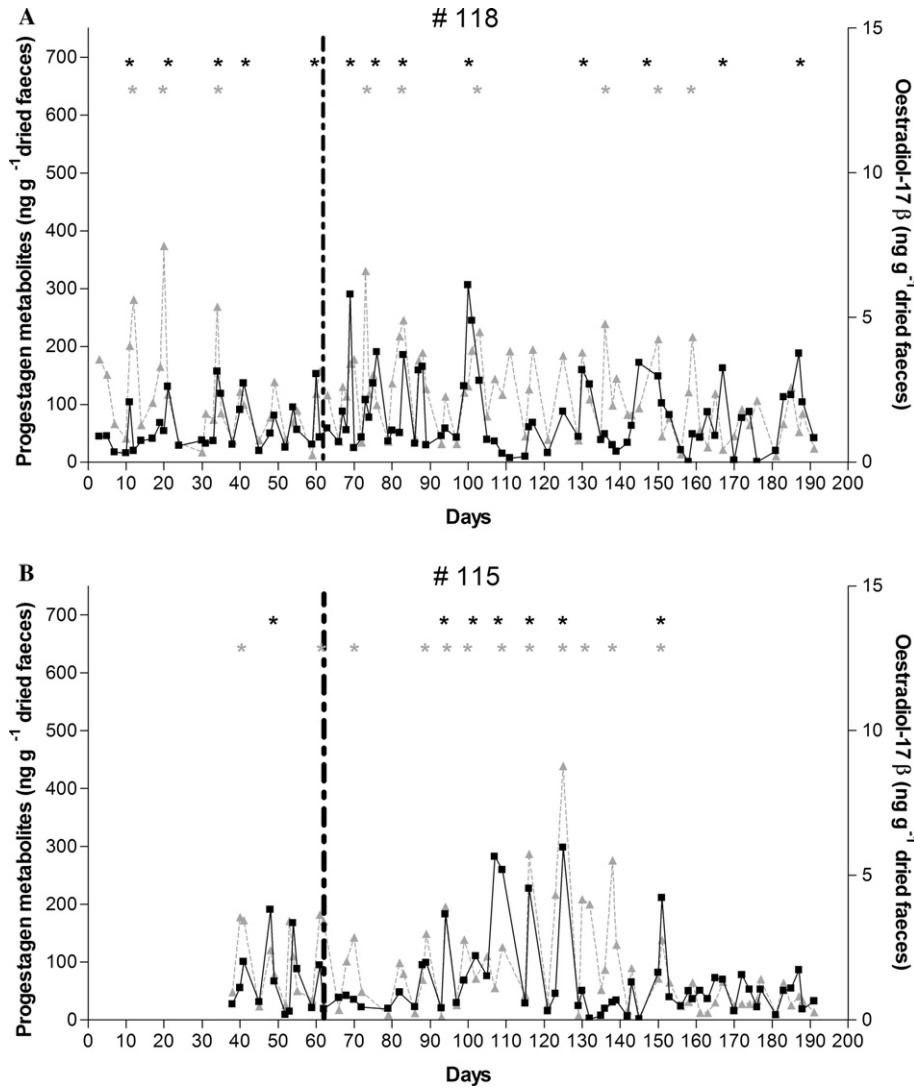 A
# 118
Progestagen metabolites (ng g -1 dried faeces)
700
600
500
400
300
200
100
0
* * * * * * * * * * * * *
* * * * * * * * *
15
10
5
0
Oestradiol-17 β (ng g -1 dried faeces)
0 10 20 30 40 50 60 70 80 90 100 110 120 130 140 150 160 170 180 190 200
Days
B
# 115
Progestagen metabolites (ng g -1 dried faeces)
700
600
500
400
300
200
100
0
* * * * * * *
* * * * * * * * * * * *
15
10
5
0
Oestradiol-17 β (ng g -1 dried faeces)
0 10 20 30 40 50 60 70 80 90 100 110 120 130 140 150 160 170 180 190 200
Days